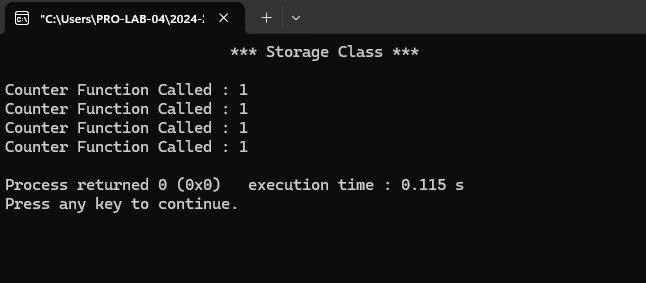 "C:\Users\PRO-LAB-04\2024-
*** Storage Class ***
Counter Function Called : 1
Counter Function Called : 1
Counter Function Called : 1
Counter Function Called : 1
Process returned 0 (0x0)   execution time : 0.115 s
Press any key to continue.